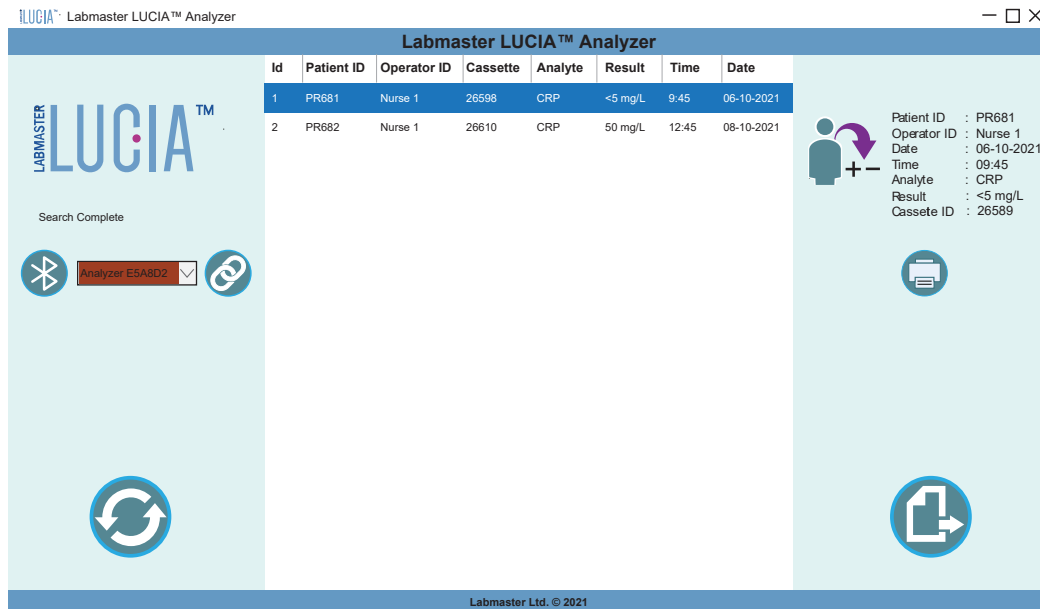 LUCIA™ Labmaster LUCIA™ Analyzer
Labmaster LUCIA™ Analyzer
Id Patient ID Operator ID Cassette Analyte Result Time Date
1 PR681 Nurse 1 26598 CRP <5 mg/L 9:45 06-10-2021
2 PR682 Nurse 1 26610 CRP 50 mg/L 12:45 08-10-2021
LABMASTER LUCIA™
Search Complete
Analyzer E5A8D2
Patient ID : PR681
Operator ID : Nurse 1
Date : 06-10-2021
Time : 09:45
Analyte : CRP
Result : <5 mg/L
Cassete ID : 26589
Labmaster Ltd. © 2021